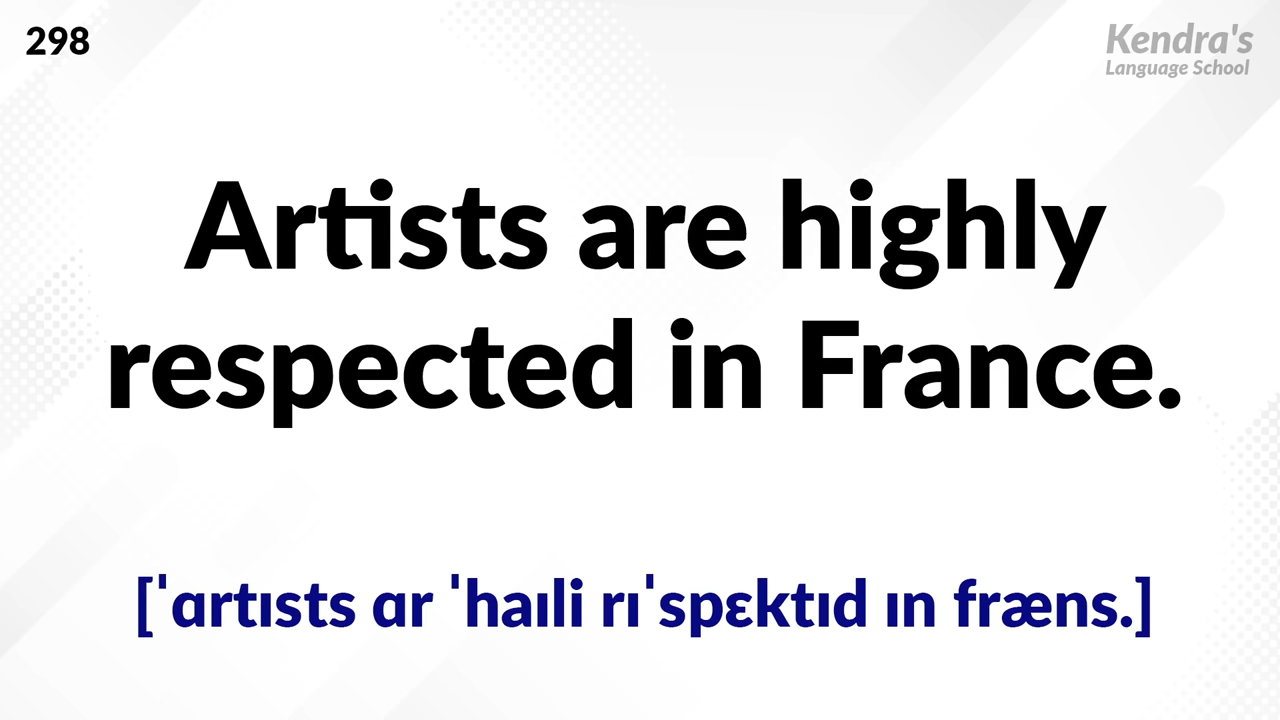 298
Kendra's
Language School
Artists are highly
respected in France.
[ˈɑrtɪsts ɑr ˈhaɪli rɪˈspɛktɪd ɪn fræns.]